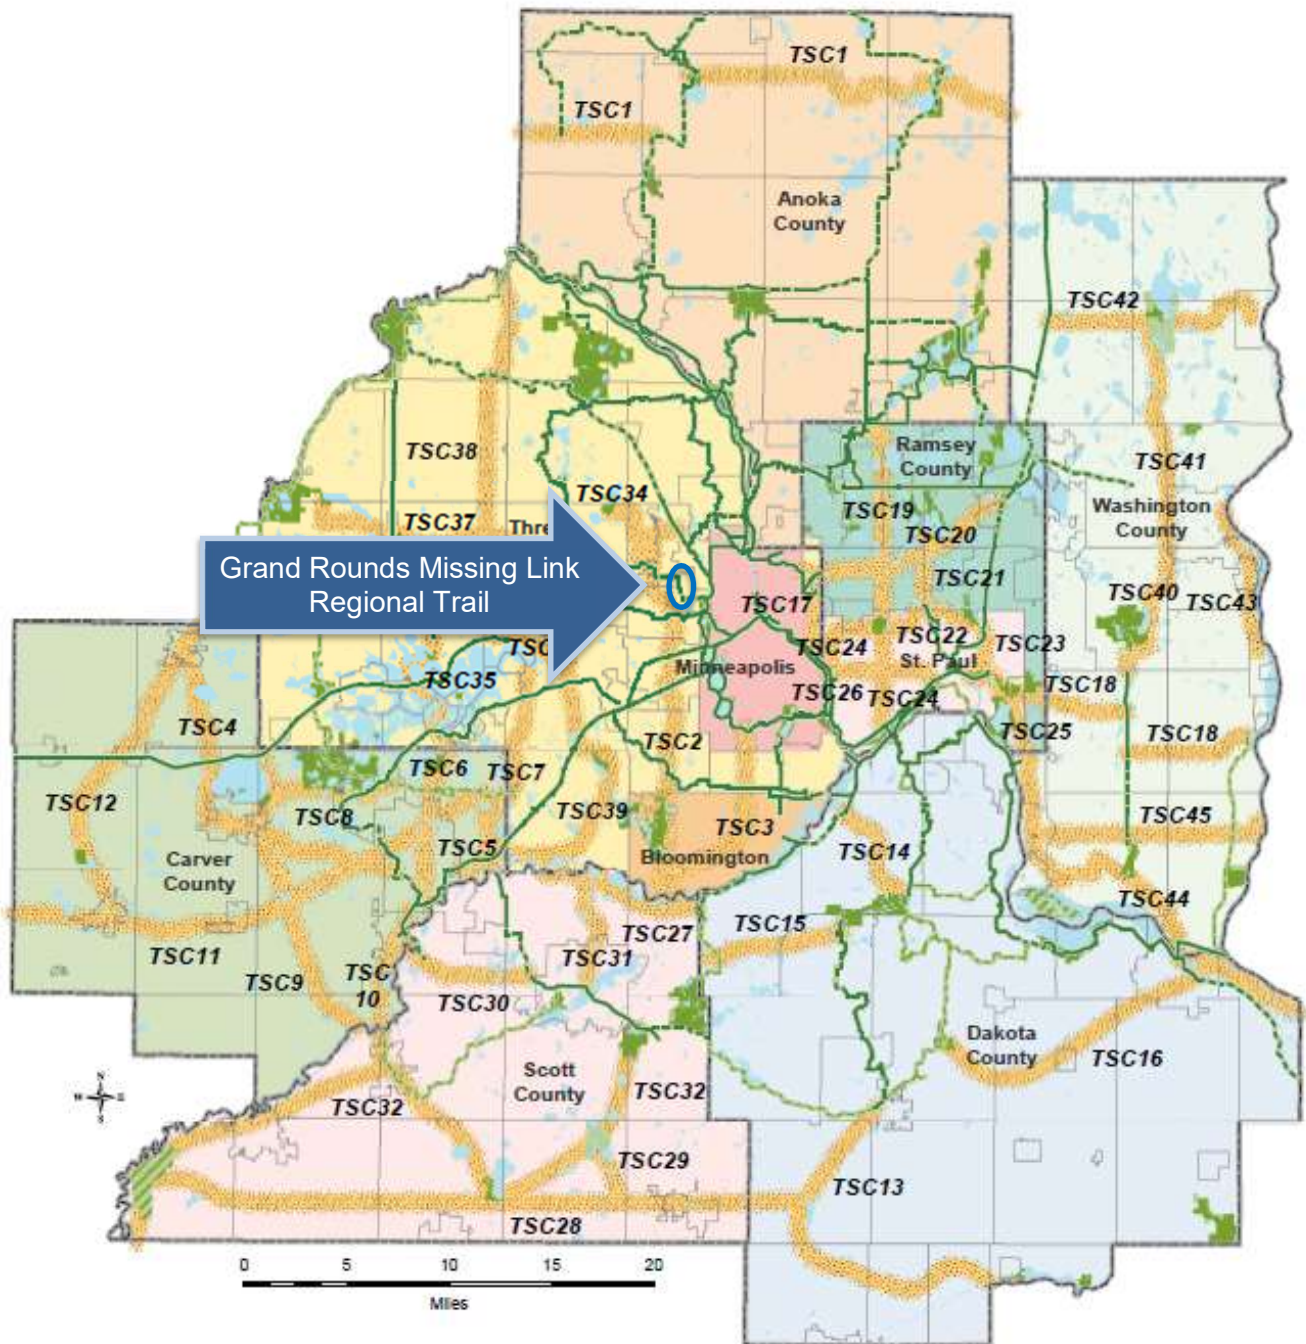 TSC1
TSC1
Anoka
County
TSC42
Ramsey
County
TSC38
TSC41
TSC34
Washington
County
TSC19
TSC37
Thre
TSC20
Grand Rounds Missing Link
Regional Trail
TSC21
TSC40
TSC43
TSC17
TSC22
TSC23
TSC
TSC24
St. Paul
Minneapolis
TSC35
TSC18
TSC26
TSC24
TSC4
TSC2
TSC25
TSC18
TSC6
TSC7
TSC12
TSC8
TSC39
TSC45
TSC3
TSC5
TSC14
Carver
County
Bloomington
TSC44
TSC15
TSC27
TSC11
TSC31
TSC9
TSC
10
TSC30
Dakota
County
TSC16
Scott
County
TSC32
TSC32
N
W
E
S
TSC29
TSC13
TSC28
0 5 10 15 20
Miles